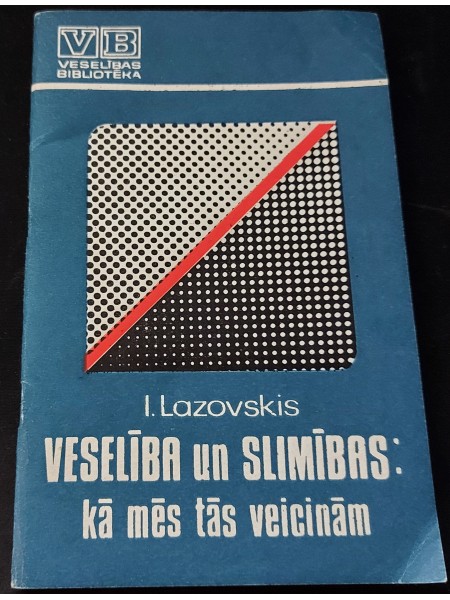 VB
VESELĪBAS
BIBLIOTĒKA
I. Lazovskis
VESELĪBA un SLIMĪBAS:
kā mēs tās veicinām